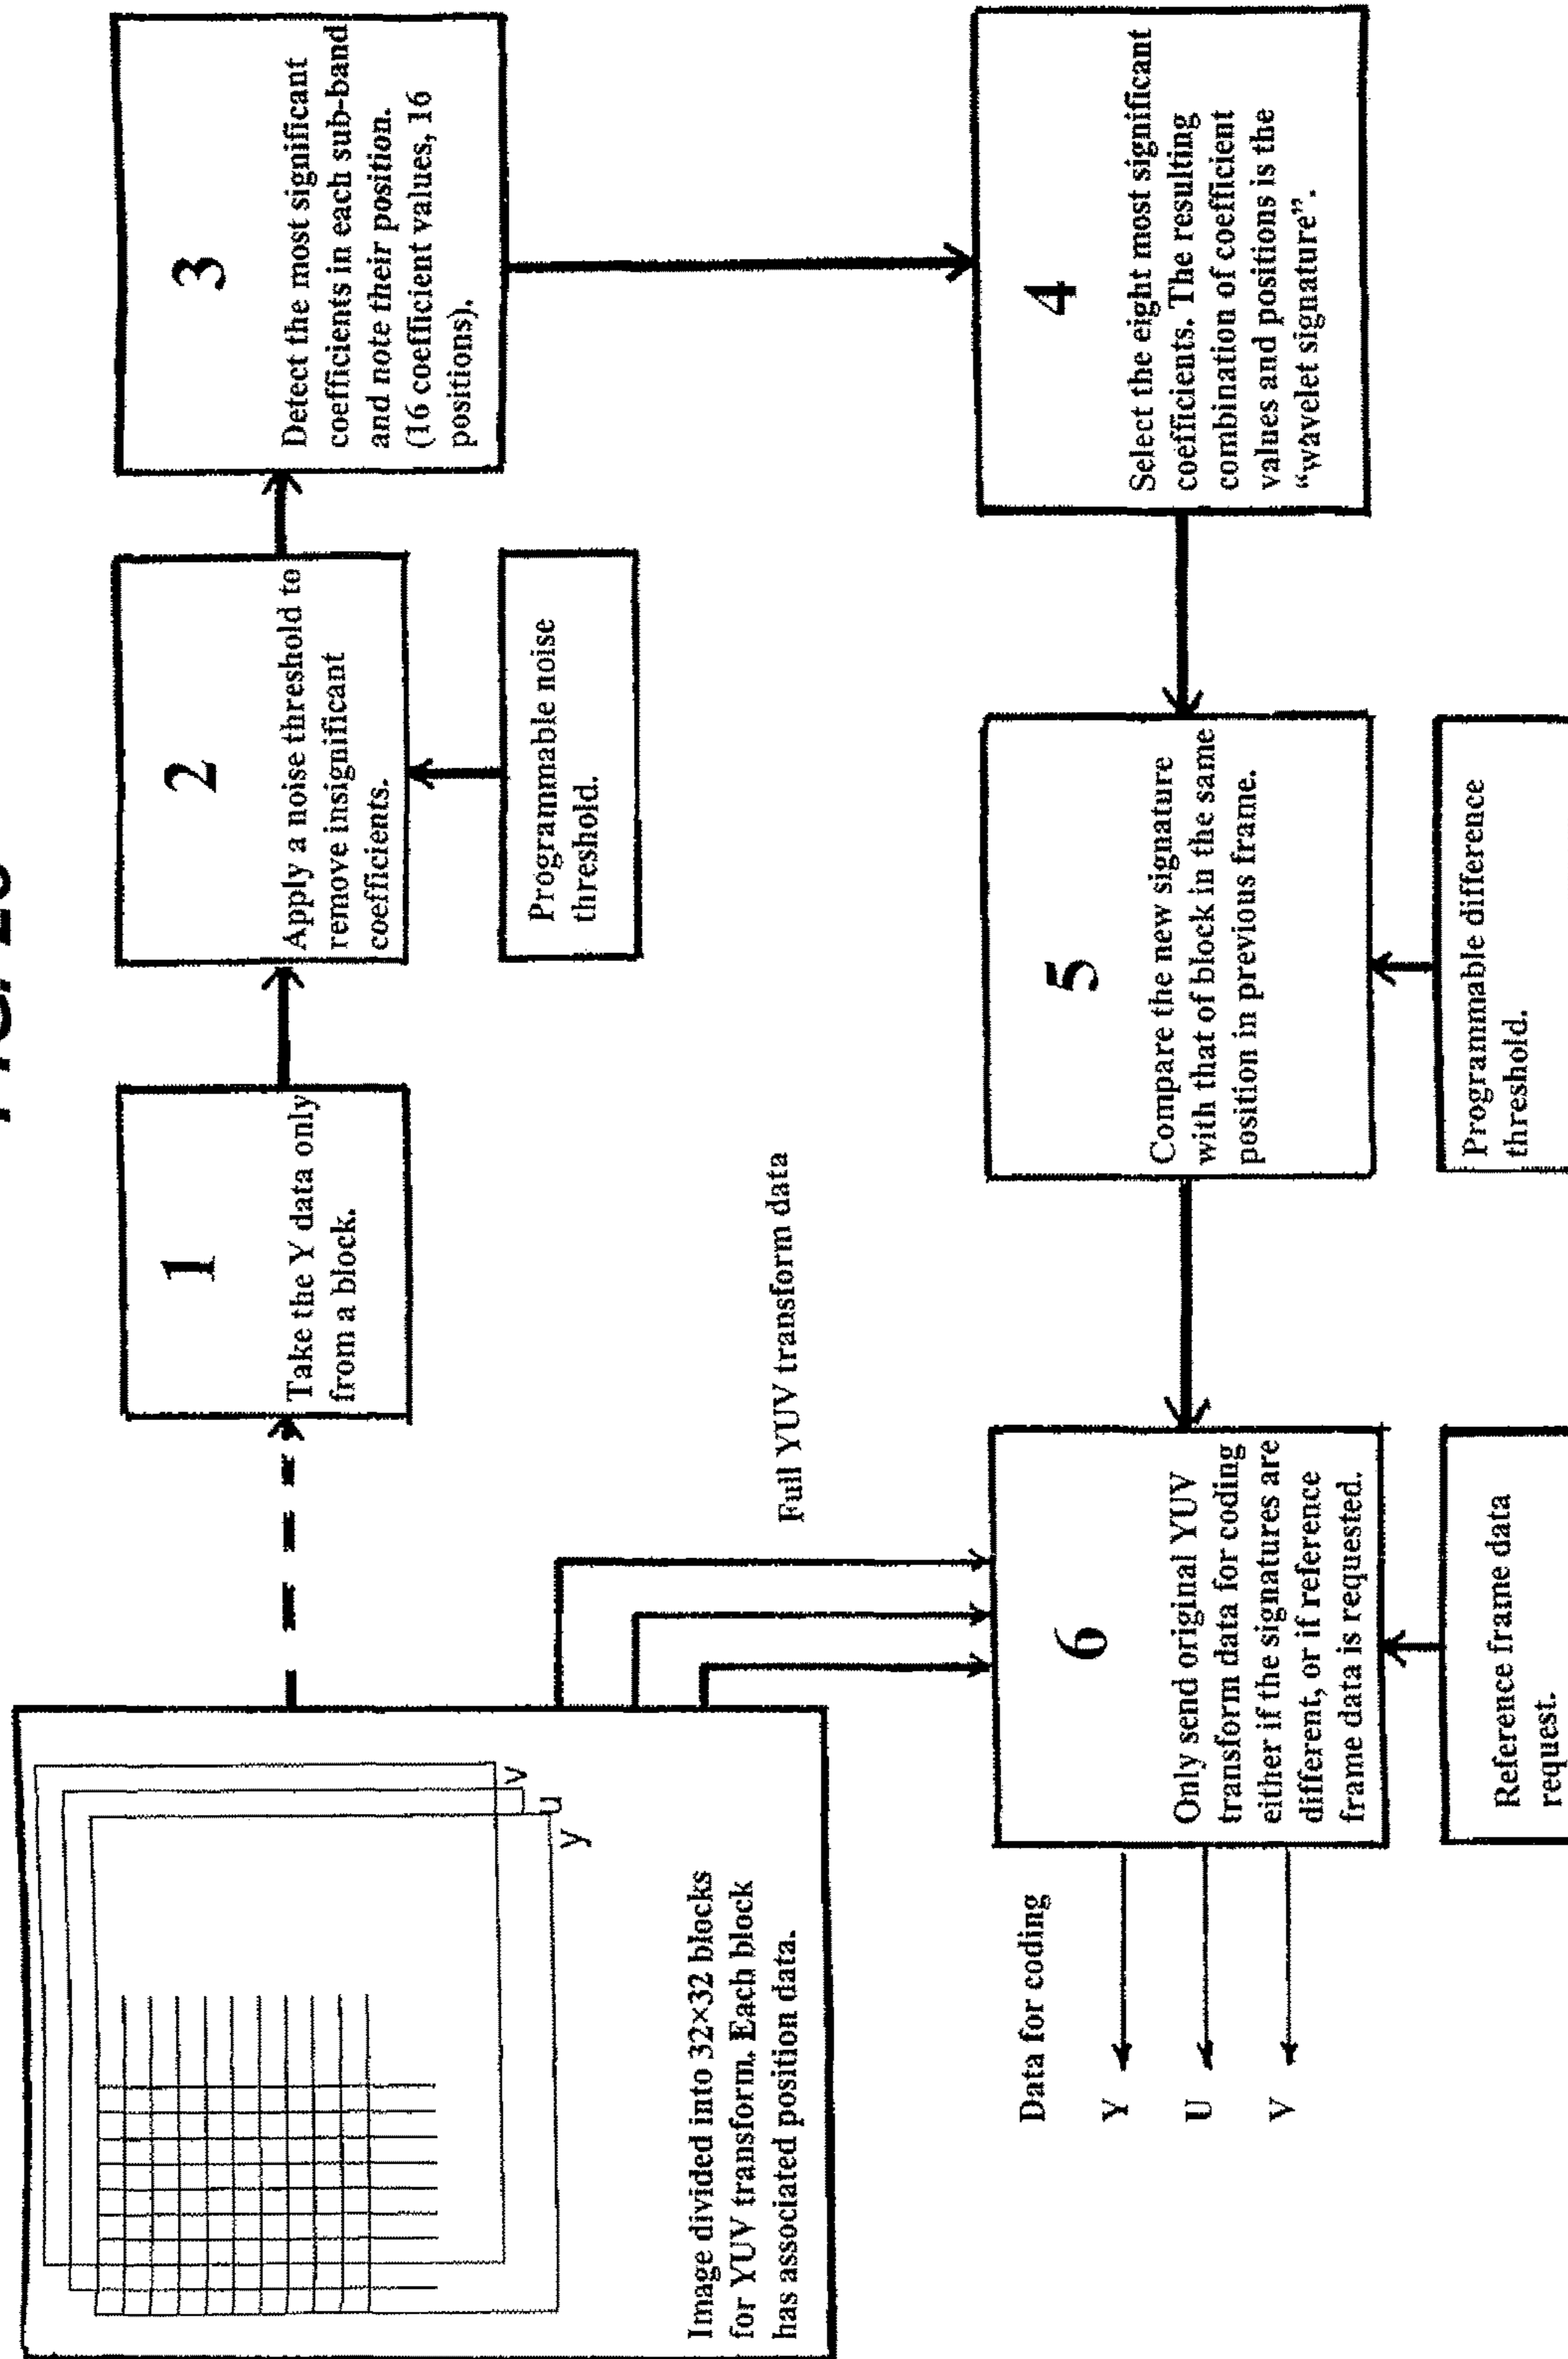 1
Take the Y data only
from a block.
2
Apply a noise threshold to
remove insignificant
coefficients.
Programmable noise
threshold.
3
Detect the most significant
coefficients in each sub-band
and note their position.
(16 coefficient values, 16
positions).
v
u
y
Image divided into 32×32 blocks
for YUV transform. Each block
has associated position data.
Full YUV transform data
4
Select the eight most significant
coefficients. The resulting
combination of coefficient
values and positions is the
“wavelet signature”.
5
Compare the new signature
with that of block in the same
position in previous frame.
Programmable difference
threshold.
6
Only send original YUV
transform data for coding
either if the signatures are
different, or if reference
frame data is requested.
Reference frame data
request.
Data for coding
Y
U
V